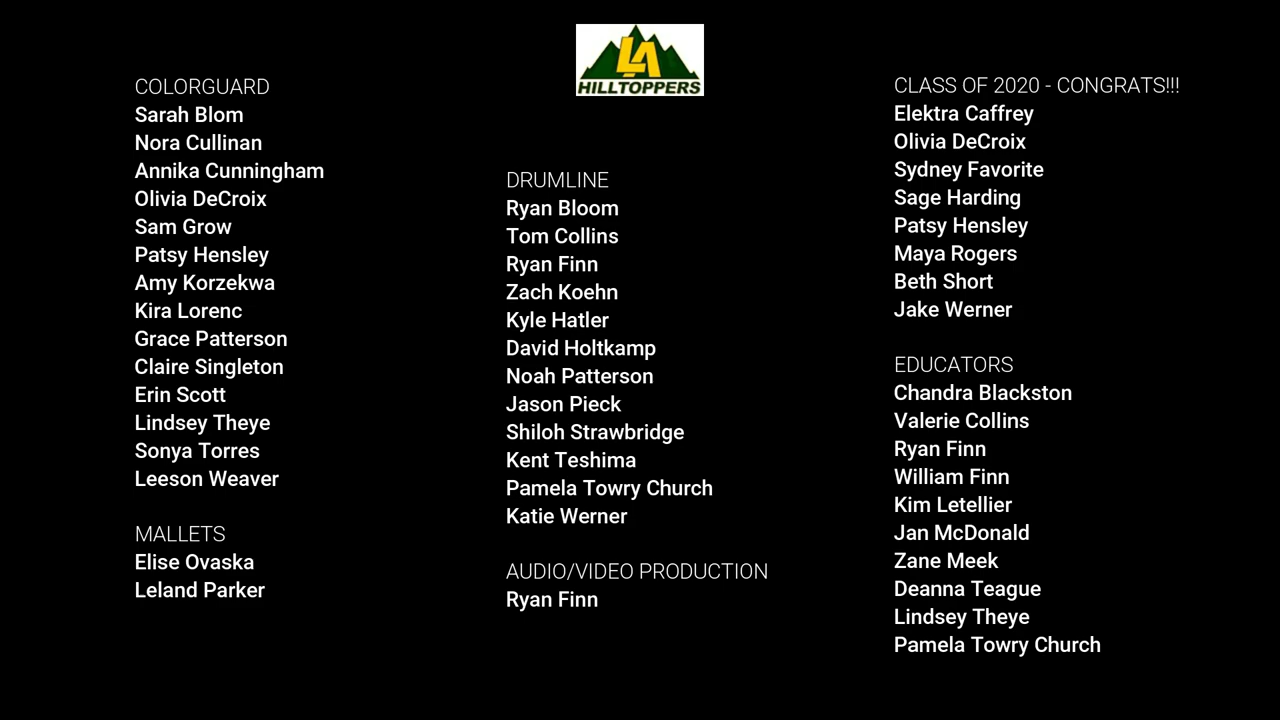 LA
HILLTOPPERS
COLORGUARD
Sarah Blom
Nora Cullinan
Annika Cunningham
Olivia DeCroix
Sam Grow
Patsy Hensley
Amy Korzekwa
Kira Lorenc
Grace Patterson
Claire Singleton
Erin Scott
Lindsey Theye
Sonya Torres
Leeson Weaver
MALLETS
Elise Ovaska
Leland Parker
DRUMLINE
Ryan Bloom
Tom Collins
Ryan Finn
Zach Koehn
Kyle Hatler
David Holtkamp
Noah Patterson
Jason Pieck
Shiloh Strawbridge
Kent Teshima
Pamela Towry Church
Katie Werner
AUDIO/VIDEO PRODUCTION
Ryan Finn
CLASS OF 2020 - CONGRATS!!!
Elektra Caffrey
Olivia DeCroix
Sydney Favorite
Sage Harding
Patsy Hensley
Maya Rogers
Beth Short
Jake Werner
EDUCATORS
Chandra Blackston
Valerie Collins
Ryan Finn
William Finn
Kim Letellier
Jan McDonald
Zane Meek
Deanna Teague
Lindsey Theye
Pamela Towry Church